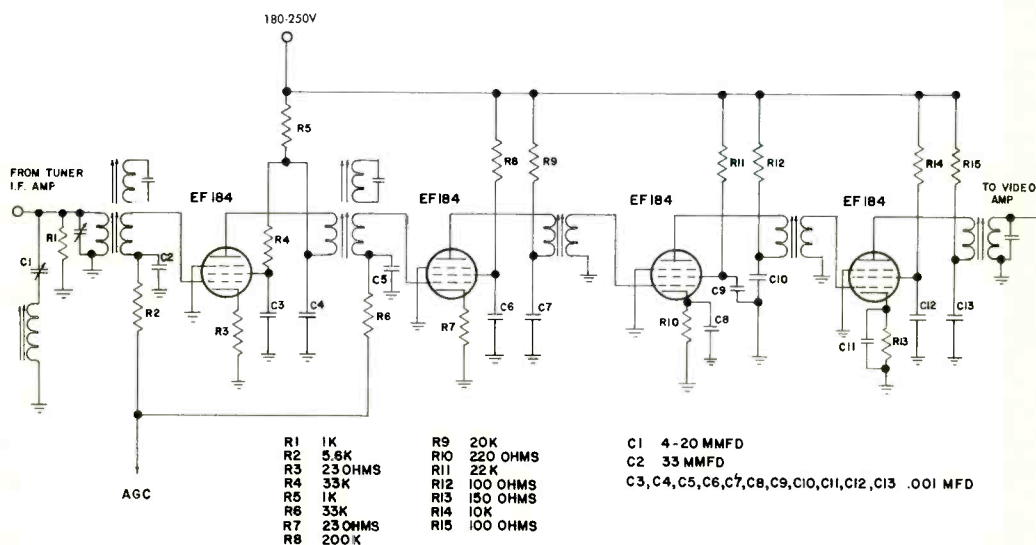 180-250V
FROM TUNER
I.F. AMP
R5
R8
R9
R11
R12
R14
R15
TO VIDEO
AMP
EF184
EF184
EF184
EF184
C1
R1
C2
R4
C5
R2
R3
C3
C4
R6
R7
C6
C7
R10
C9
C8
C10
C11
R13
C12
C13
AGC
R1 1K
R2 5.6K
R3 23 OHMS
R4 33K
R5 1K
R6 33K
R7 23 OHMS
R8 200K
R9 20K
R10 220 OHMS
R11 22K
R12 100 OHMS
R13 150 OHMS
R14 10K
R15 100 OHMS
C1 4-20 MMFD
C2 33 MMFD
C3, C4, C5, C6, C7, C8, C9, C10, C11, C12, C13 .001 MFD